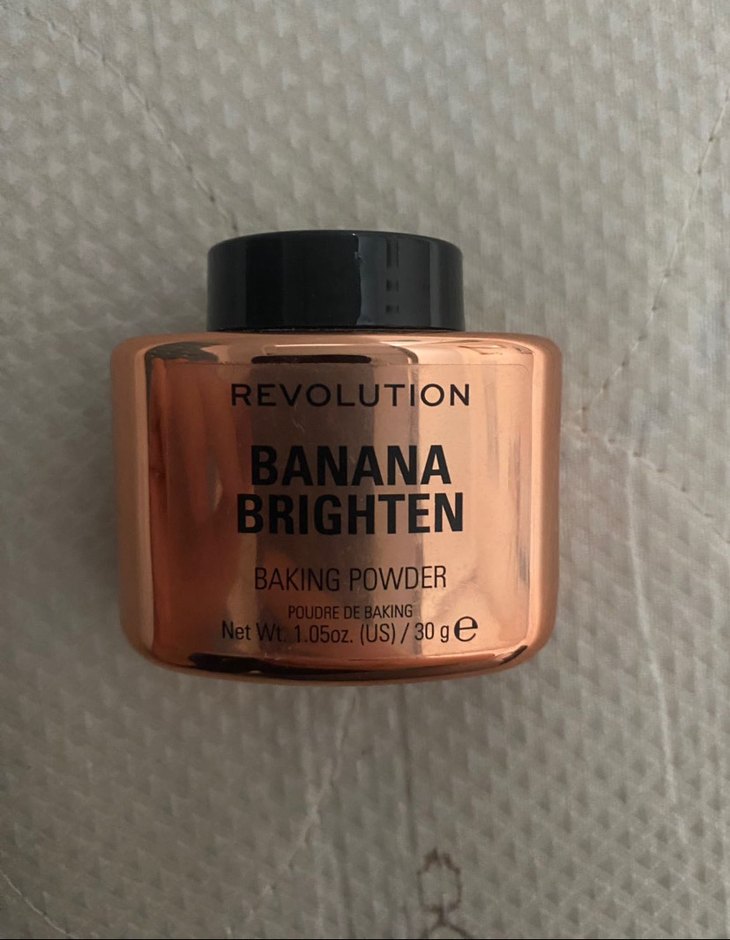 REVOLUTION
BANANA
BRIGHTEN
BAKING POWDER
POUDRE DE BAKING
Net Wt. 1.05oz. (US) / 30 g ℮